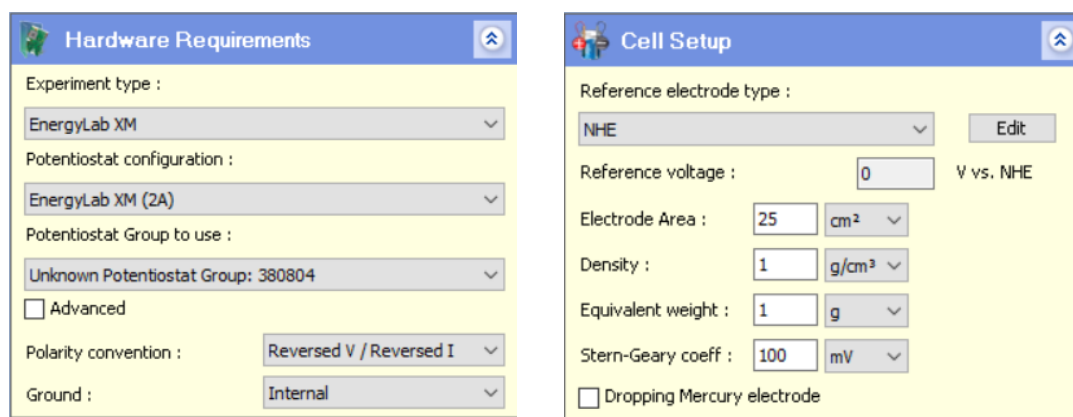 Hardware Requirements
Experiment type :
EnergyLab XM
Potentiostat configuration :
EnergyLab XM (2A)
Potentiostat Group to use :
Unknown Potentiostat Group: 380804
Advanced
Polarity convention : Reversed V / Reversed I
Ground : Internal
Cell Setup
Reference electrode type :
NHE Edit
Reference voltage : 0 V vs. NHE
Electrode Area : 25 cm²
Density : 1 g/cm³
Equivalent weight : 1 g
Stern-Geary coeff : 100 mV
Dropping Mercury electrode